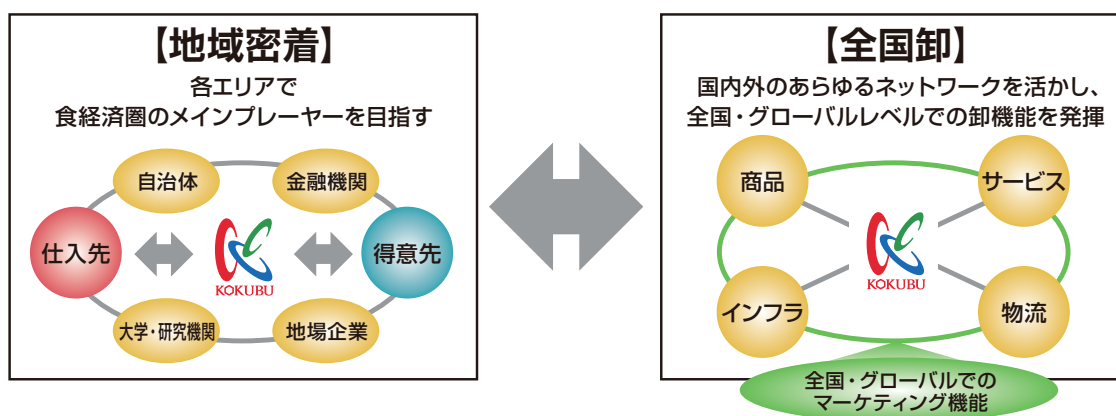 【地域密着】
各エリアで
食経済圏のメインプレーヤーを目指す
自治体
金融機関
仕入先
KOKUBU
得意先
大学・研究機関
地場企業
【全国卸】
国内外のあらゆるネットワークを活かし、
全国・グローバルレベルでの卸機能を発揮
商品
サービス
KOKUBU
インフラ
物流
全国・グローバルでの
マーケティング機能